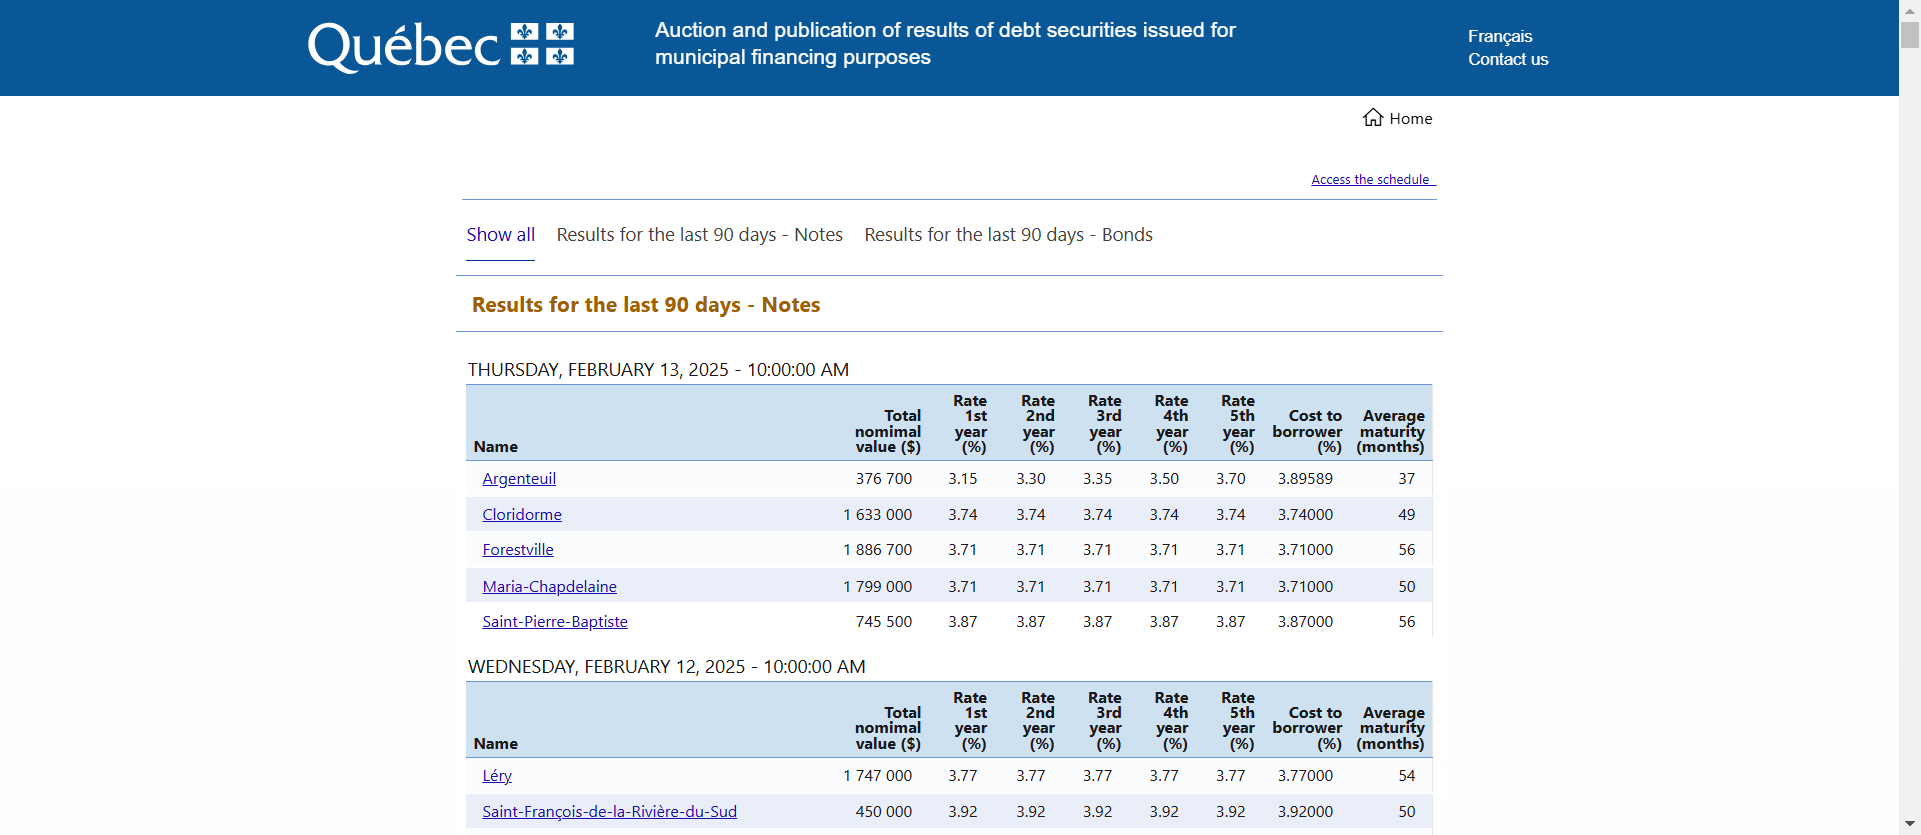 Québec
Auction and publication of results of debt securities issued for
municipal financing purposes
Français
Contact us
Home
Access the schedule
Show all Results for the last 90 days - Notes Results for the last 90 days - Bonds
Results for the last 90 days - Notes
THURSDAY, FEBRUARY 13, 2025 - 10:00:00 AM
Name Total nomimal value ($) Rate 1st year (%) Rate 2nd year (%) Rate 3rd year (%) Rate 4th year (%) Rate 5th year (%) Cost to borrower (%) Average maturity (months)
Argenteuil 376 700 3.15 3.30 3.35 3.50 3.70 3.89589 37
Cloridorme 1 633 000 3.74 3.74 3.74 3.74 3.74 3.74000 49
Forestville 1 886 700 3.71 3.71 3.71 3.71 3.71 3.71000 56
Maria-Chapdelaine 1 799 000 3.71 3.71 3.71 3.71 3.71 3.71000 50
Saint-Pierre-Baptiste 745 500 3.87 3.87 3.87 3.87 3.87 3.87000 56
WEDNESDAY, FEBRUARY 12, 2025 - 10:00:00 AM
Name Total nomimal value ($) Rate 1st year (%) Rate 2nd year (%) Rate 3rd year (%) Rate 4th year (%) Rate 5th year (%) Cost to borrower (%) Average maturity (months)
Léry 1 747 000 3.77 3.77 3.77 3.77 3.77 3.77000 54
Saint-François-de-la-Rivière-du-Sud 450 000 3.92 3.92 3.92 3.92 3.92 3.92000 50